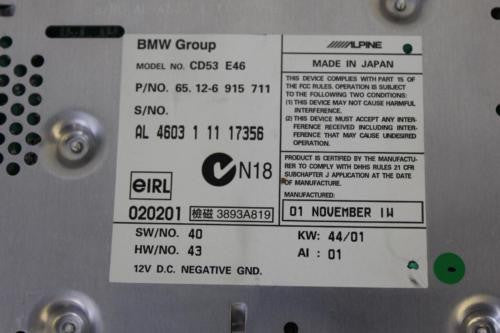 BMW Group
MODEL NO. CD53 E46
P/NO. 65. 12-6 915 711
S/NO.
AL 4603 1 11 17356
N18
eIRL
020201 檢磁 3893A819
SW/NO. 40
HW/NO. 43
12V D.C. NEGATIVE GND.
ALPINE
MADE IN JAPAN
THIS DEVICE COMPLIES WITH PART 15 OF
THE FCC RULES. OPERATION IS SUBJECT TO
THE FOLLOWING TWO CONDITIONS:
(1) THIS DEVICE MAY NOT CAUSE HARMFUL
INTERFERENCE.
(2) THIS DEVICE MUST ACCEPT ANY INTER-
FERENCE RECEIVED INCLUDING INTER-
FERENCE THAT MAY CAUSE UNDESIRED
OPERATION.
PRODUCT IS CERTIFIED BY THE MANUFACTU-
RER TO COMPLY WITH DHHS RULES 21 CFR
SUBCHAPTER J APPLICATION AT THE DATE
OF MANUFACTURE.
MANUFACTURED:
01 NOVEMBER 1W
KW: 44/01
AI : 01